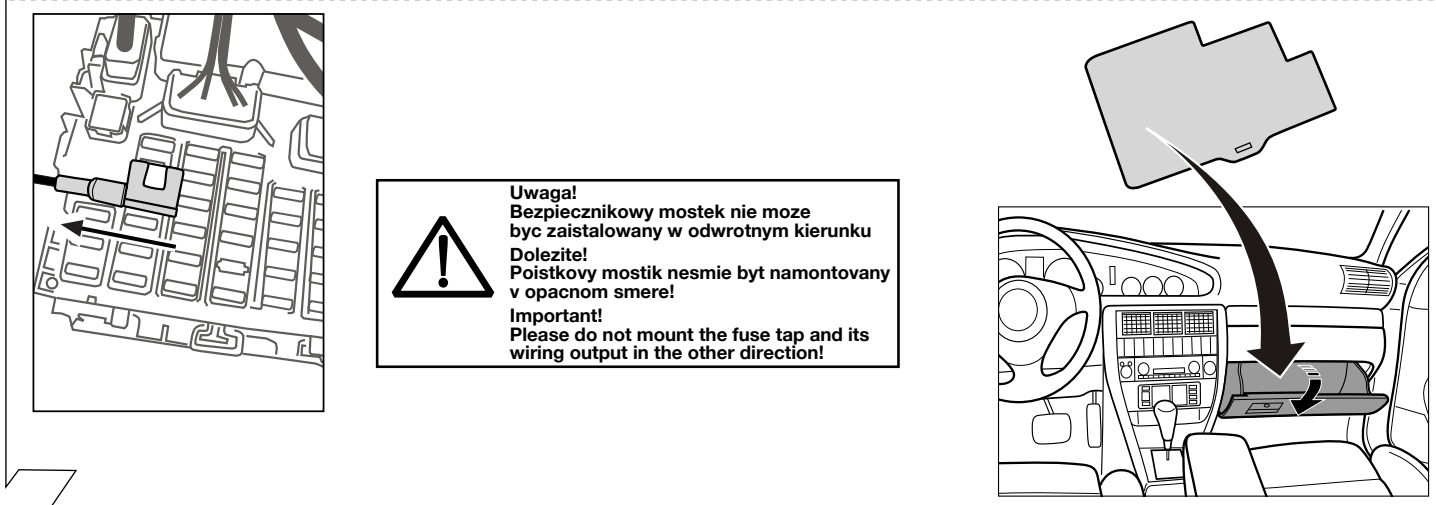 Uwaga!
Bezpiecznikowy mostek nie moze
byc zaistalowany w odwrotnym kierunku
Dolezite!
Poistkovy mostik nesmie byt namontovany
v opacnom smere!
Important!
Please do not mount the fuse tap and its
wiring output in the other direction!